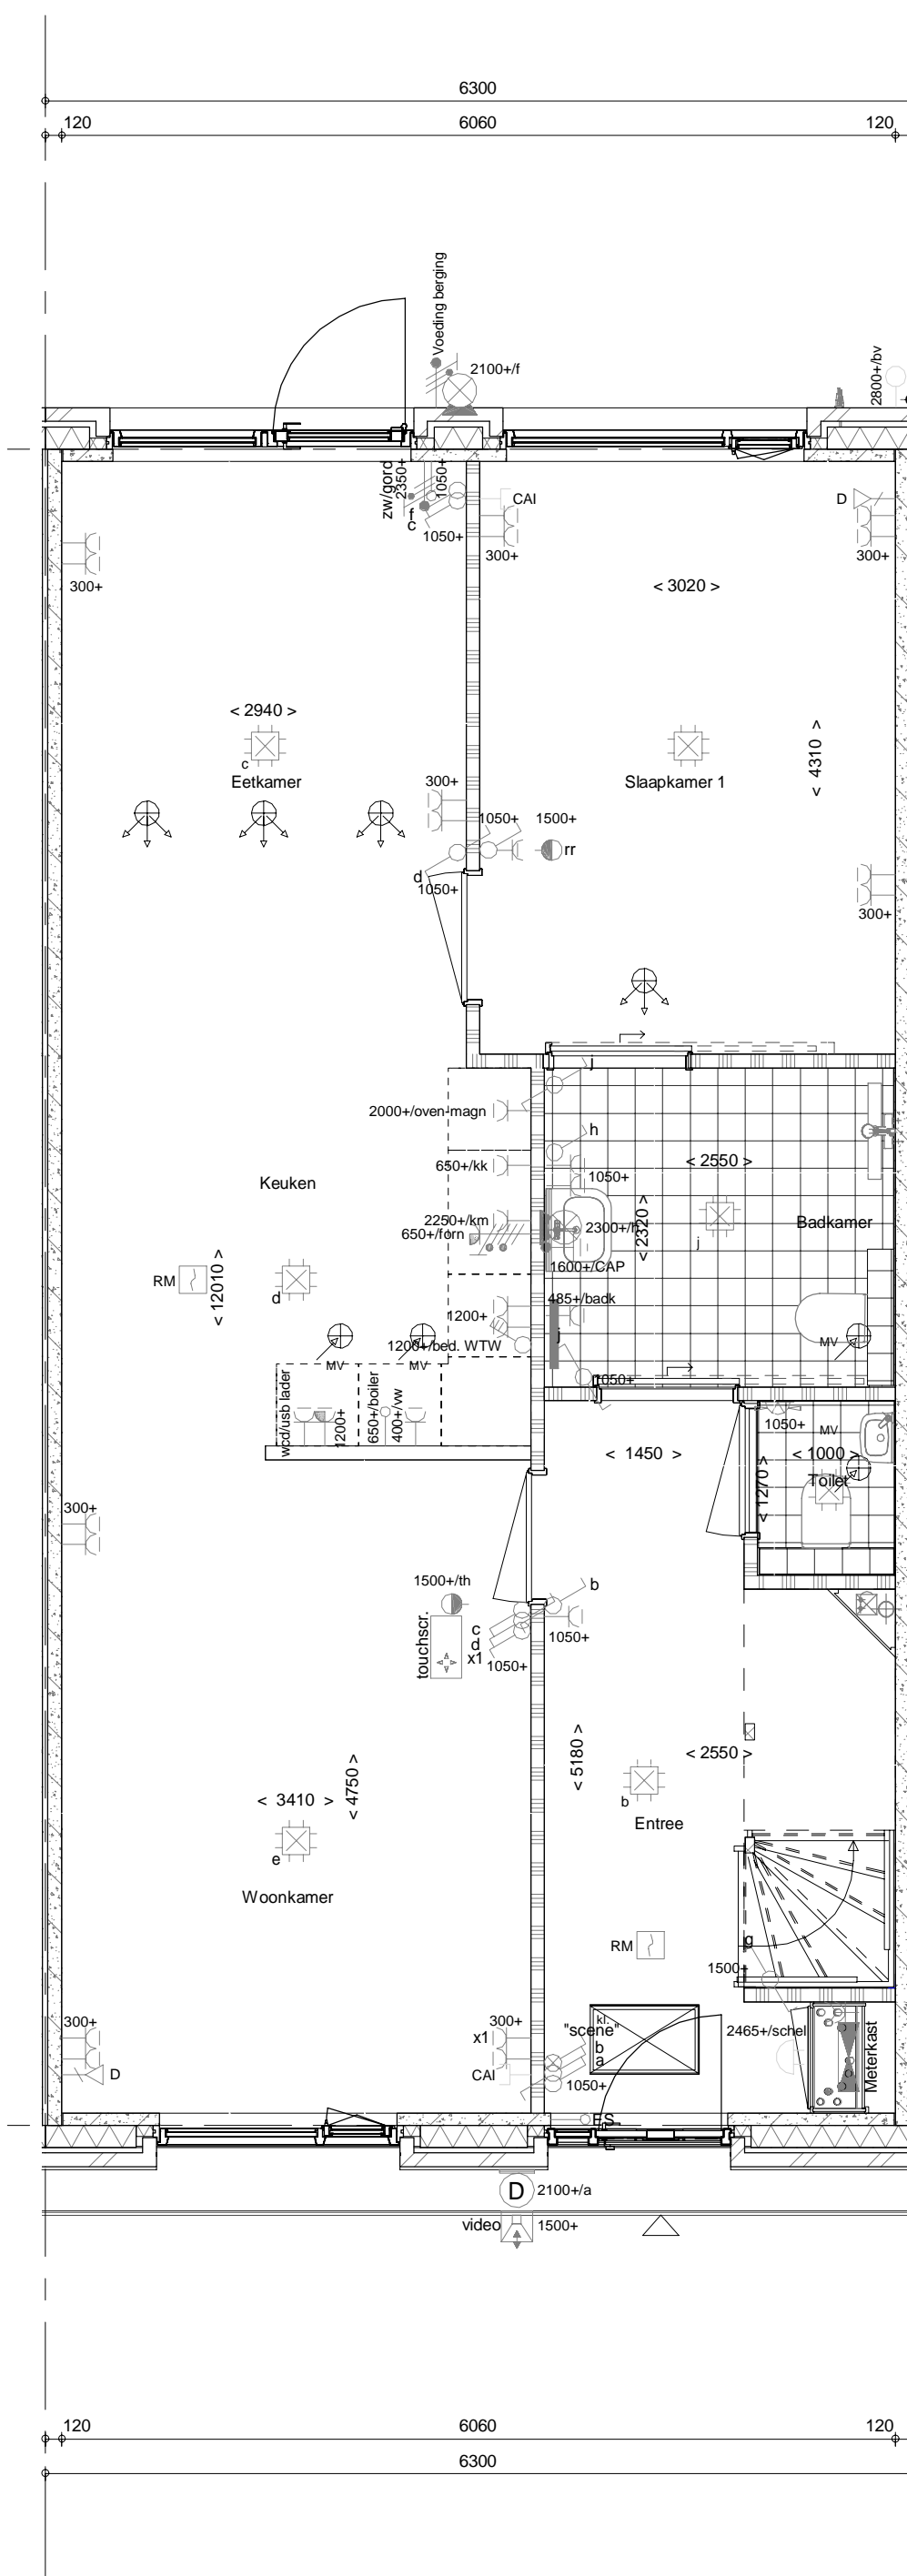 6300
120
6060
120
Voeding berging
2100+/f
2800+/bv
zw/gord
2350+
1050+
f
c
1050+
CAI
300+
D
300+
300+
< 3020 >
< 2940 >
c
Eetkamer
Slaapkamer 1
< 4310 >
300+
1050+
1500+
rr
d
1050+
300+
j
2000+/oven-magn
h
650+/kk
1050+
< 2550 >
Keuken
2250+/km
650+/forn
2300+/h
< 2320 >
Badkamer
j
1600+/CAP
RM
< 12010 >
d
485+/badk
1200+
1200+/bed. WTW
MV
MV
MV
i
1050+
wcd/usb lader
1200+
650+/boiler
400+/vw
1050+
MV
< 1450 >
< 1000 >
Toilet
< 1270 >
300+
1500+/th
b
touchscr.
c
d
x1
1050+
1050+
< 5180 >
< 2550 >
b
Entree
< 3410 >
< 4750 >
e
Woonkamer
g
RM
1500+
300+
x1
300+
kl.
"scene"
b
a
2465+/schel
Meterkast
D
CAI
1050+
FS
D
2100+/a
video
1500+
120
6060
120
6300